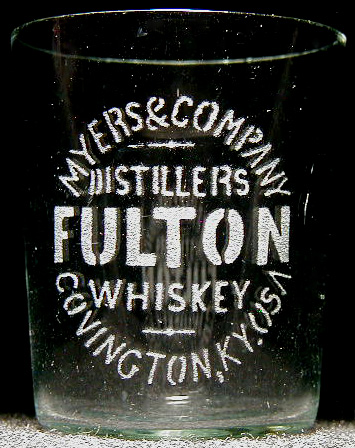 MYERS&COMPANY
DISTILLERS
FULTON
WHISKEY
COVINGTON,KY.USA